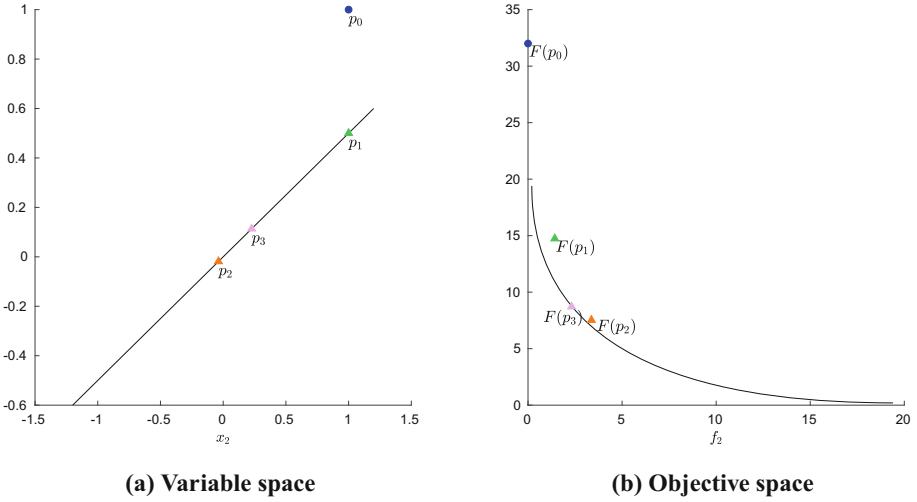 1
0.8
0.6
0.4
0.2
0
-0.2
-0.4
-0.6
-1.5
-1
-0.5
0
0.5
1
1.5
x₂
p₀
p₁
p₃
p₂
(a) Variable space
35
30
25
20
15
10
5
0
0
5
10
15
20
f₂
F(p₀)
F(p₁)
F(p₃)
F(p₂)
(b) Objective space